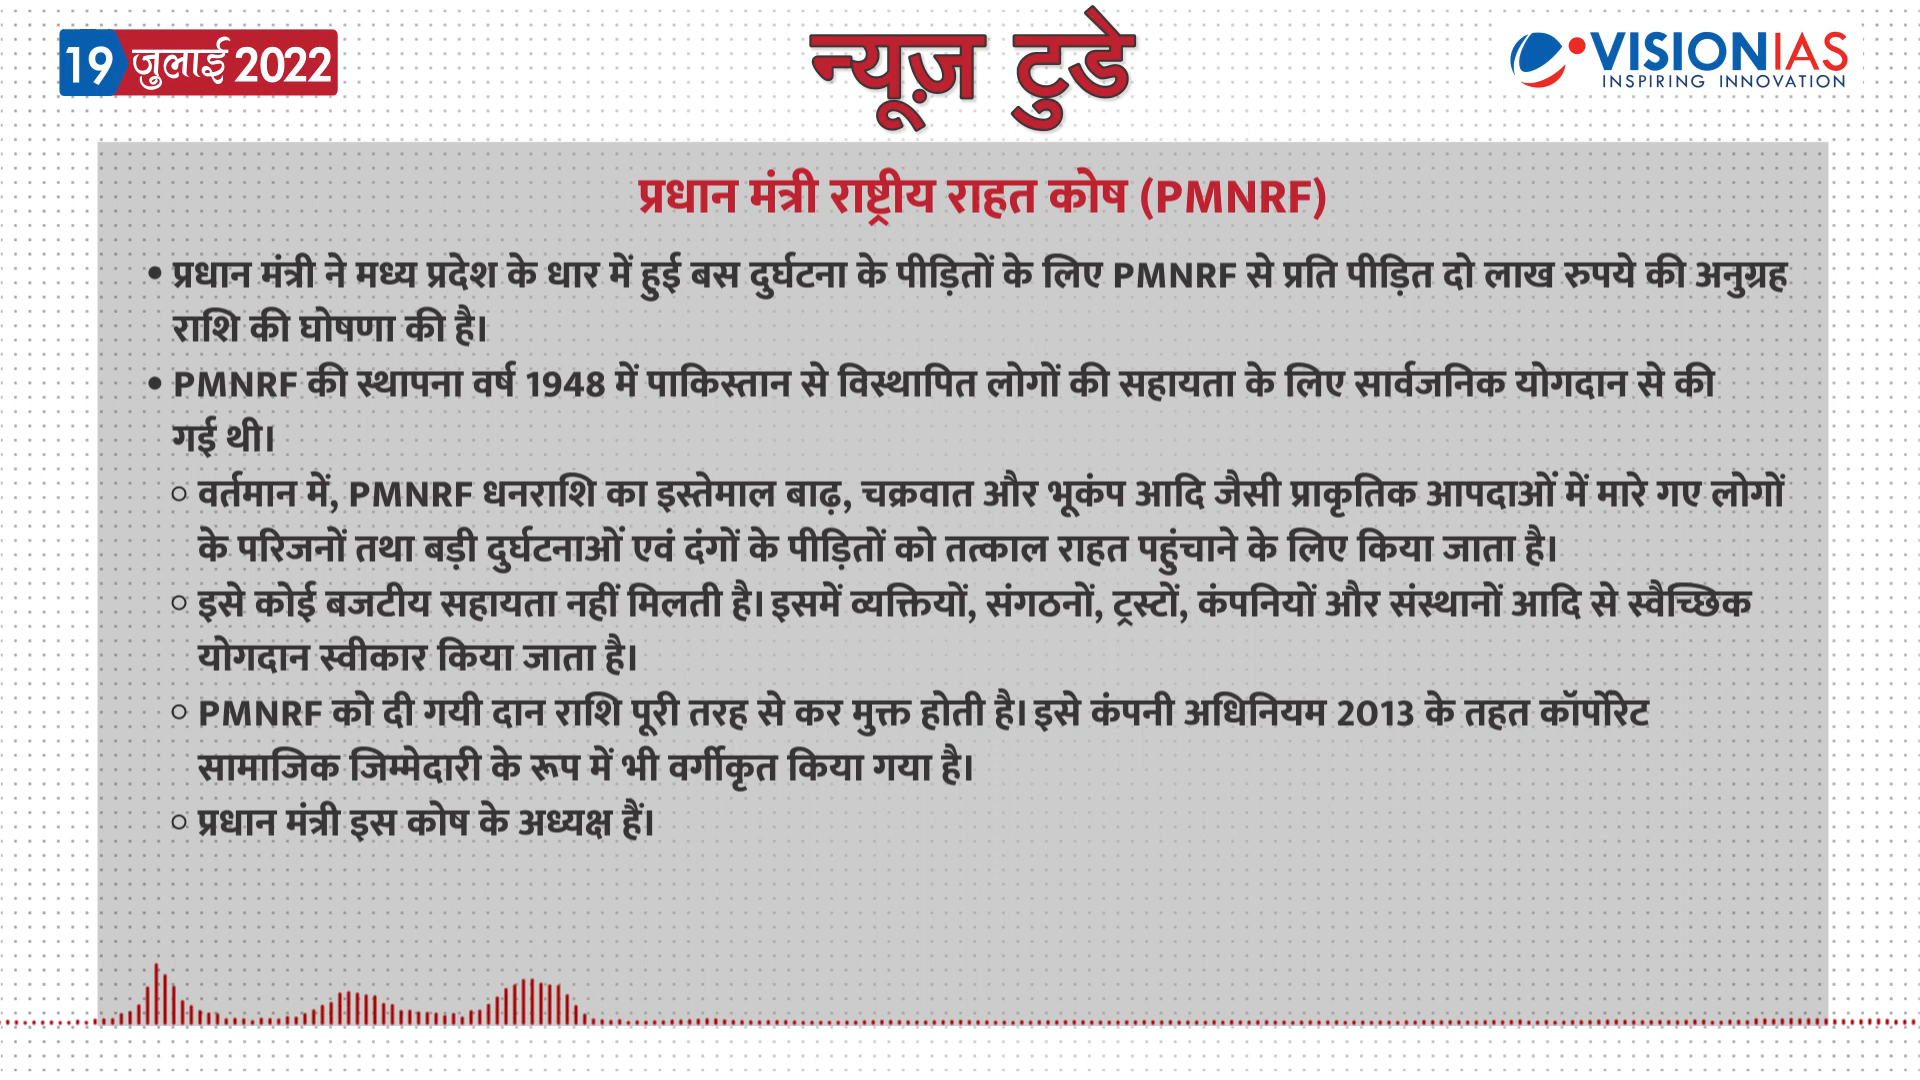 19 जुलाई 2022
न्यूज़ टुडे
VISIONIAS
INSPIRING INNOVATION
प्रधान मंत्री राष्ट्रीय राहत कोष (PMNRF)
• प्रधान मंत्री ने मध्य प्रदेश के धार में हुई बस दुर्घटना के पीड़ितों के लिए PMNRF से प्रति पीड़ित दो लाख रुपये की अनुग्रह
राशि की घोषणा की है।
• PMNRF की स्थापना वर्ष 1948 में पाकिस्तान से विस्थापित लोगों की सहायता के लिए सार्वजनिक योगदान से की
गई थी।
○ वर्तमान में, PMNRF धनराशि का इस्तेमाल बाढ़, चक्रवात और भूकंप आदि जैसी प्राकृतिक आपदाओं में मारे गए लोगों
के परिजनों तथा बड़ी दुर्घटनाओं एवं दंगों के पीड़ितों को तत्काल राहत पहुंचाने के लिए किया जाता है।
○ इसे कोई बजटीय सहायता नहीं मिलती है। इसमें व्यक्तियों, संगठनों, ट्रस्टों, कंपनियों और संस्थानों आदि से स्वैच्छिक
योगदान स्वीकार किया जाता है।
○ PMNRF को दी गयी दान राशि पूरी तरह से कर मुक्त होती है। इसे कंपनी अधिनियम 2013 के तहत कॉर्पोरेट
सामाजिक जिम्मेदारी के रूप में भी वर्गीकृत किया गया है।
○ प्रधान मंत्री इस कोष के अध्यक्ष हैं।